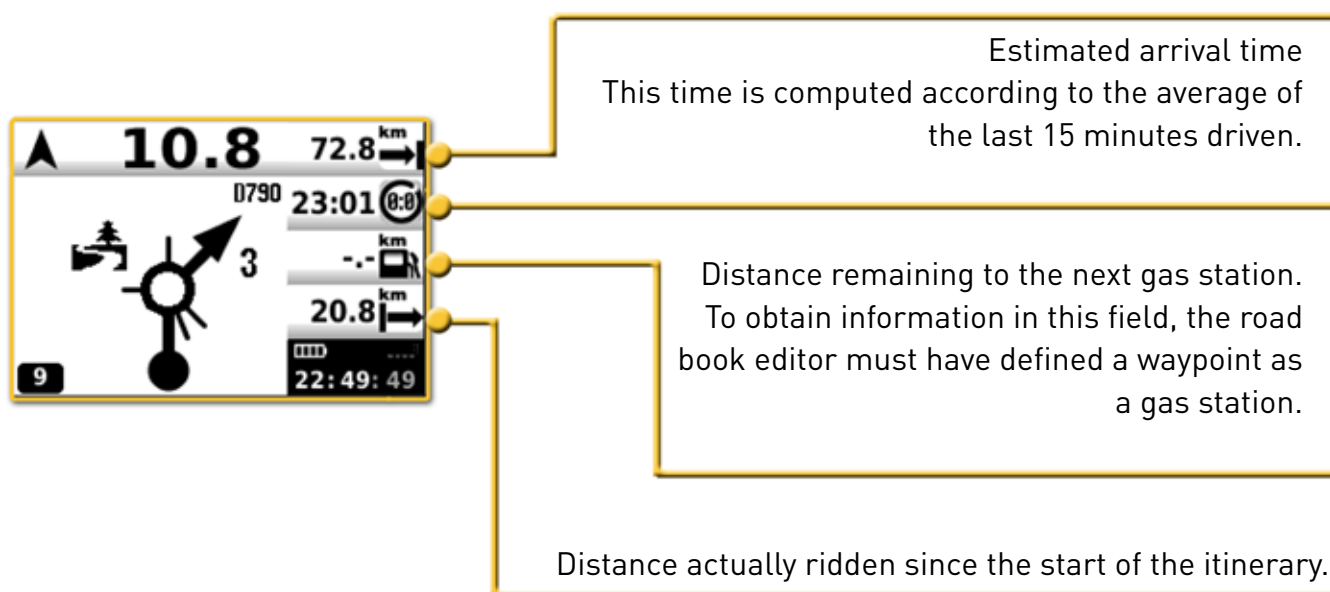 Estimated arrival time
This time is computed according to the average of
the last 15 minutes driven.
10.8
72.8 km
D790
23:01 0:0
3
-.- km
20.8 km
9
22:49:49
Distance remaining to the next gas station.
To obtain information in this field, the road
book editor must have defined a waypoint as
a gas station.
Distance actually ridden since the start of the itinerary.